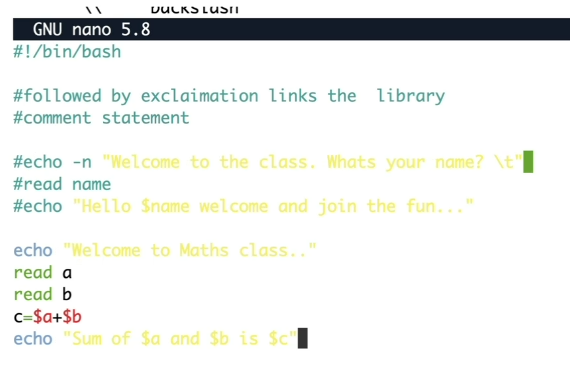 \\ Backslash
GNU nano 5.8
#!/bin/bash
#followed by exclaimation links the  library
#comment statement
#echo -n "Welcome to the class. Whats your name? \t"
#read name
#echo "Hello $name welcome and join the fun..."
echo "Welcome to Maths class.."
read a
read b
c=$a+$b
echo "Sum of $a and $b is $c"